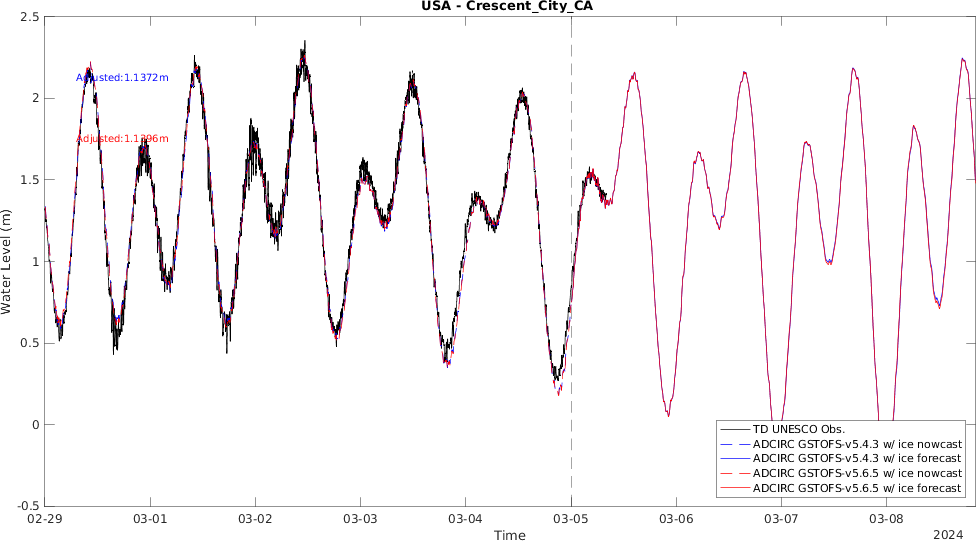 USA - Crescent_City_CA
2.5
2
1.5
1
0.5
0
-0.5
Water Level (m)
Adjusted:1.1372m
Adjusted:1.1396m
TD UNESCO Obs.
ADCIRC GSTOFS-v5.4.3 w/ ice nowcast
ADCIRC GSTOFS-v5.4.3 w/ ice forecast
ADCIRC GSTOFS-v5.6.5 w/ ice nowcast
ADCIRC GSTOFS-v5.6.5 w/ ice forecast
02-29 03-01 03-02 03-03 03-04 03-05 03-06 03-07 03-08
Time
2024